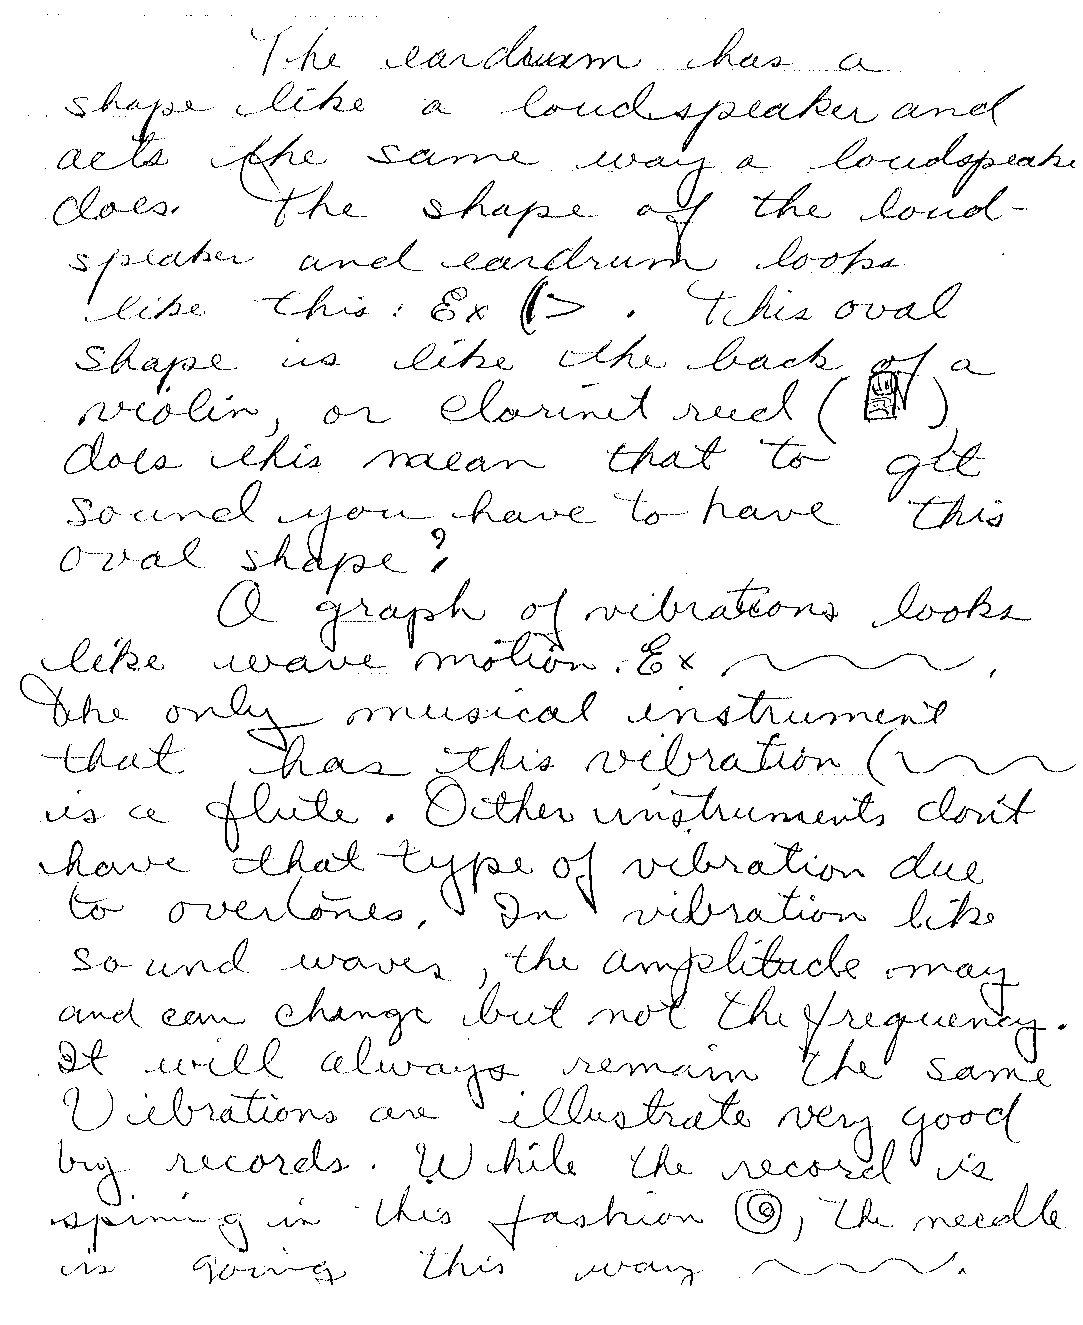 The eardrum has a
shape like a loudspeaker and
acts the same way a loudspeake
does. The shape of the loud-
speaker and eardrum looks
like this: Ex (> . This oval
shape is like the back of a
violin, or clarinet reed ( )
does this mean that to get
sound you have to have this
oval shape?
A graph of vibrations looks
like wave motion. Ex .
The only musical instrument
that has this vibration (
is a flute. Other instruments don't
have that type of vibration due
to overtones. In vibration like
sound waves, the amplitude may
and can change but not the frequency.
It will always remain the same
Vibrations are illustrate very good
by records. While the record is
spining in this fashion , the needle
is going this way .